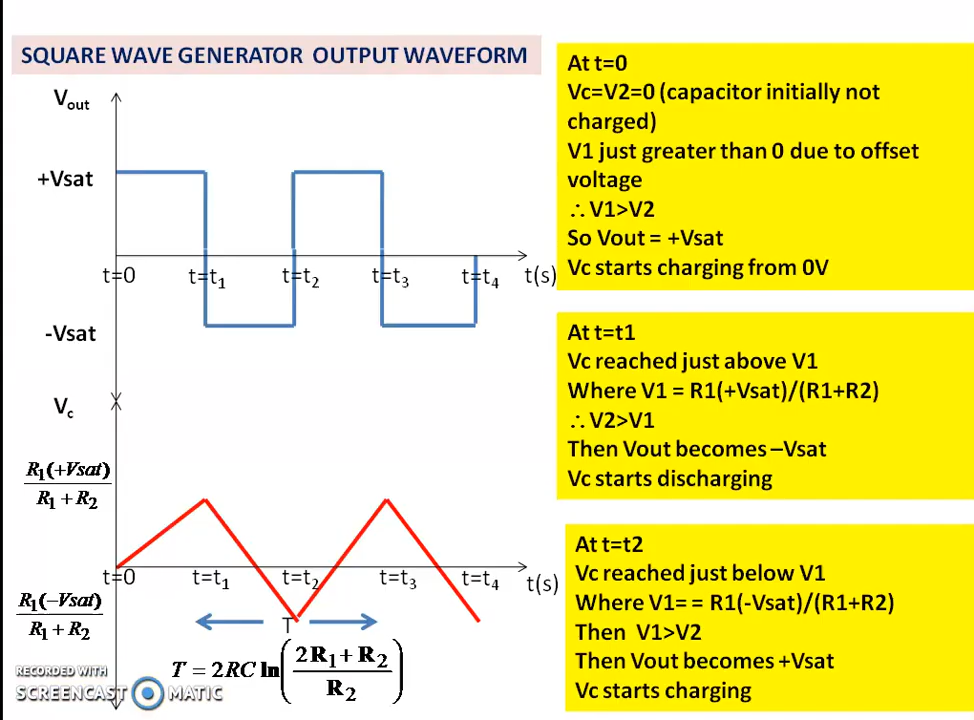 SQUARE WAVE GENERATOR OUTPUT WAVEFORM
Vout
+Vsat
t=0
t=t1
t=t2
t=t3
t=t4
t(s)
-Vsat
Vc
R1(+Vsat)
R1 + R2
t=0
t=t1
t=t2
t=t3
t=t4
t(s)
R1(−Vsat)
R1 + R2
T
T = 2RC ln(2R1 + R2 / R2)
RECORDED WITH
SCREENCAST MATIC
At t=0
Vc=V2=0 (capacitor initially not
charged)
V1 just greater than 0 due to offset
voltage
∴ V1>V2
So Vout = +Vsat
Vc starts charging from 0V
At t=t1
Vc reached just above V1
Where V1 = R1(+Vsat)/(R1+R2)
∴ V2>V1
Then Vout becomes –Vsat
Vc starts discharging
At t=t2
Vc reached just below V1
Where V1= = R1(-Vsat)/(R1+R2)
Then V1>V2
Then Vout becomes +Vsat
Vc starts charging